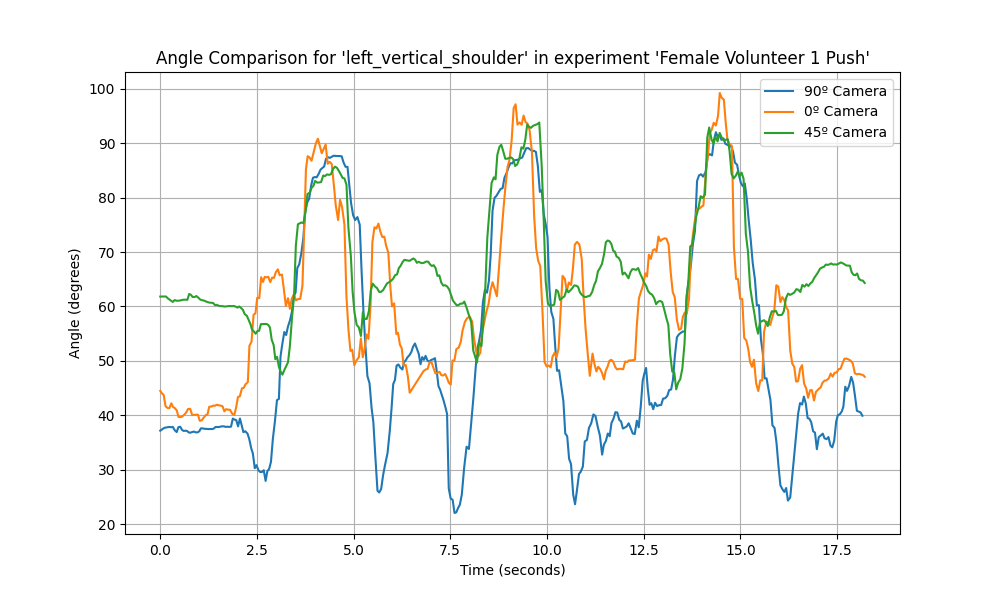 Angle Comparison for 'left_vertical_shoulder' in experiment 'Female Volunteer 1 Push'
90º Camera
0º Camera
45º Camera
100
90
80
70
60
50
40
30
20
Angle (degrees)
0.0 2.5 5.0 7.5 10.0 12.5 15.0 17.5
Time (seconds)